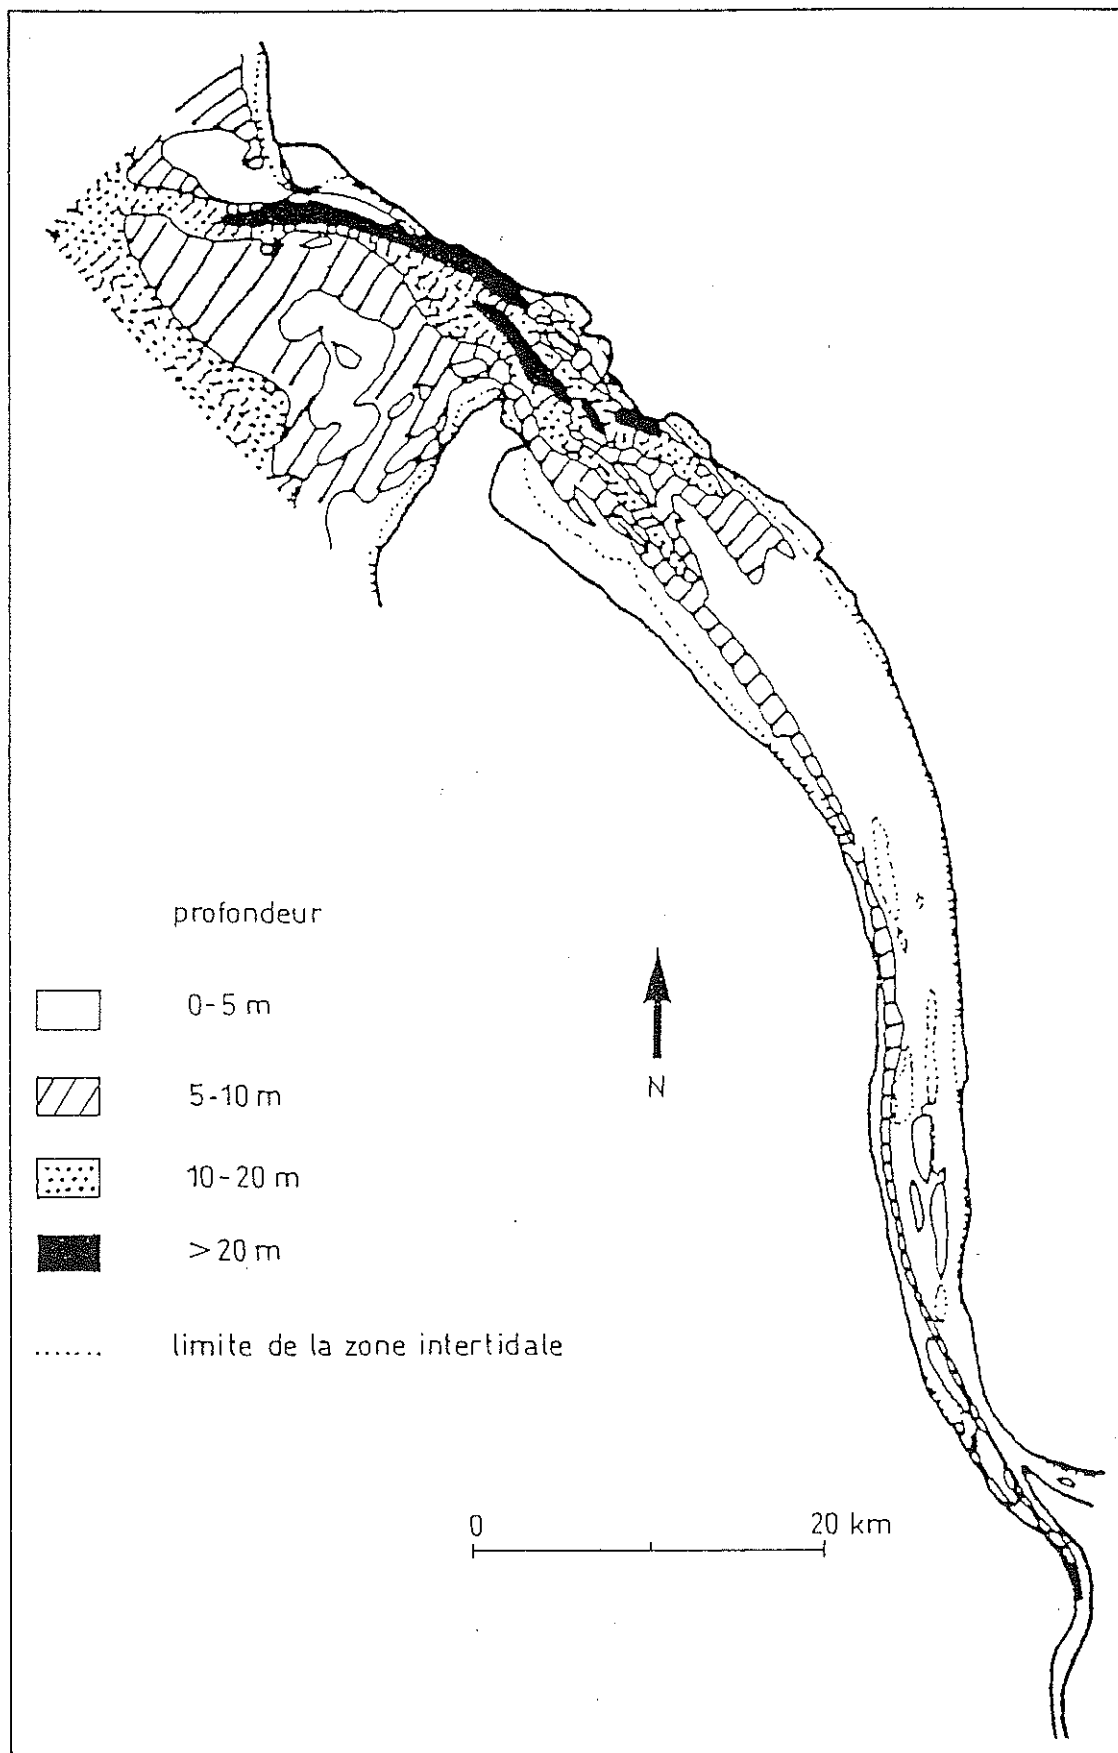 profondeur
0-5 m
5-10 m
10-20 m
>20 m
limite de la zone intertidale
N
0 20 km